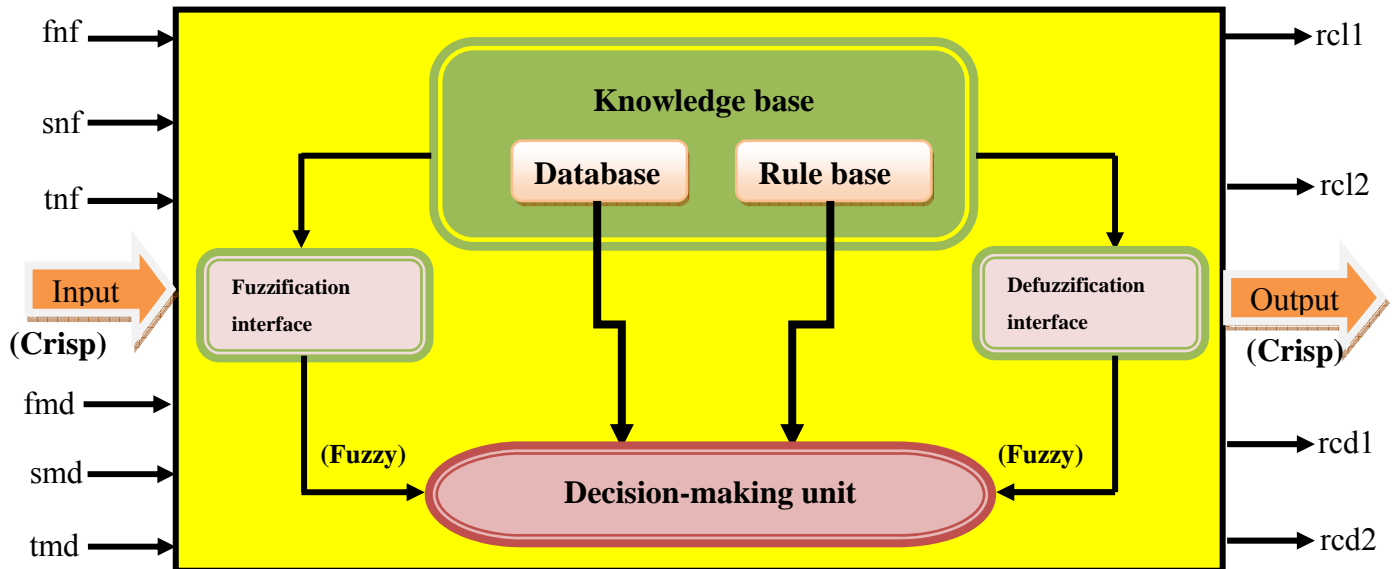 fnf
snf
tnf
Input
(Crisp)
fmd
smd
tmd
Knowledge base
Database
Rule base
Fuzzification
interface
Defuzzification
interface
(Fuzzy)
(Fuzzy)
Decision-making unit
rcl1
rcl2
Output
(Crisp)
rcd1
rcd2